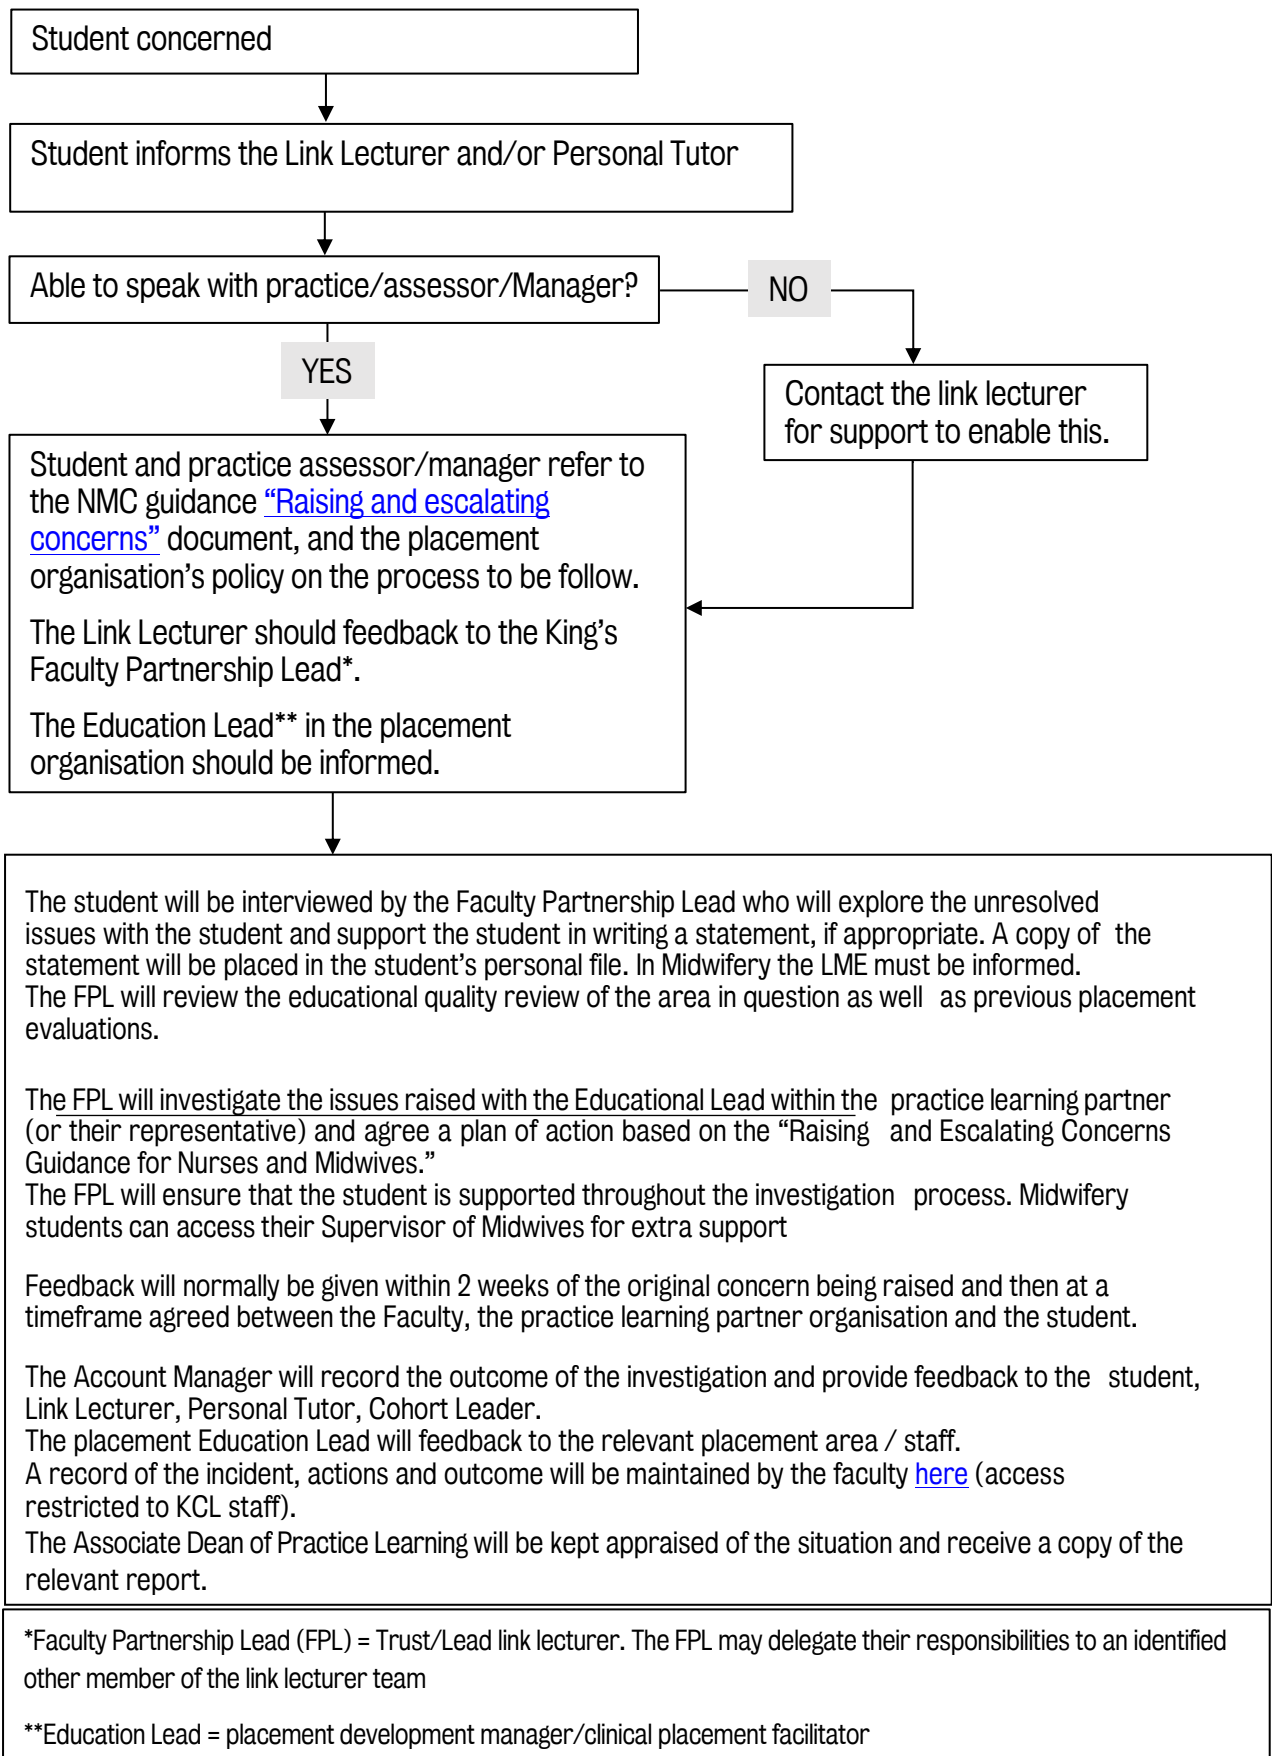 Student concerned
Student informs the Link Lecturer and/or Personal Tutor
Able to speak with practice/assessor/Manager?
NO
YES
Contact the link lecturer
for support to enable this.
Student and practice assessor/manager refer to
the NMC guidance “Raising and escalating
concerns” document, and the placement
organisation’s policy on the process to be follow.
The Link Lecturer should feedback to the King’s
Faculty Partnership Lead*.
The Education Lead** in the placement
organisation should be informed.
The student will be interviewed by the Faculty Partnership Lead who will explore the unresolved
issues with the student and support the student in writing a statement, if appropriate. A copy of the
statement will be placed in the student’s personal file. In Midwifery the LME must be informed.
The FPL will review the educational quality review of the area in question as well as previous placement
evaluations.
The FPL will investigate the issues raised with the Educational Lead within the practice learning partner
(or their representative) and agree a plan of action based on the “Raising and Escalating Concerns
Guidance for Nurses and Midwives.”
The FPL will ensure that the student is supported throughout the investigation process. Midwifery
students can access their Supervisor of Midwives for extra support
Feedback will normally be given within 2 weeks of the original concern being raised and then at a
timeframe agreed between the Faculty, the practice learning partner organisation and the student.
The Account Manager will record the outcome of the investigation and provide feedback to the student,
Link Lecturer, Personal Tutor, Cohort Leader.
The placement Education Lead will feedback to the relevant placement area / staff.
A record of the incident, actions and outcome will be maintained by the faculty here (access
restricted to KCL staff).
The Associate Dean of Practice Learning will be kept appraised of the situation and receive a copy of the
relevant report.
*Faculty Partnership Lead (FPL) = Trust/Lead link lecturer. The FPL may delegate their responsibilities to an identified
other member of the link lecturer team
**Education Lead = placement development manager/clinical placement facilitator